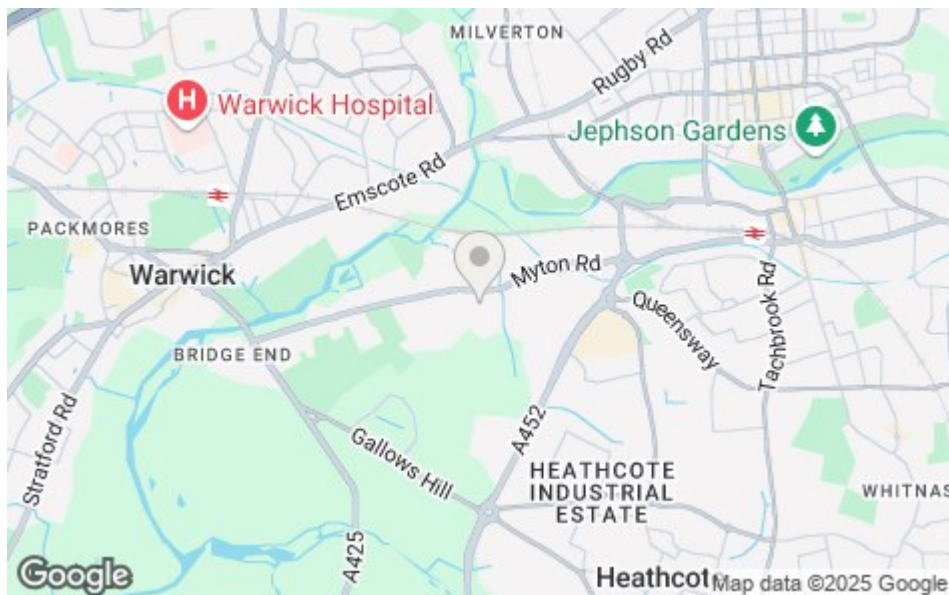 MILVERTON
Rugby Rd
H
Warwick Hospital
Jephson Gardens
Emscote Rd
PACKMORES
Warwick
Myton Rd
Queensway
Tachbrook Rd
BRIDGE END
Stratford Rd
A452
Gallows Hill
HEATHCOTE
INDUSTRIAL
ESTATE
WHITNAS
A425
Google
Heathcot
Map data ©2025 Google